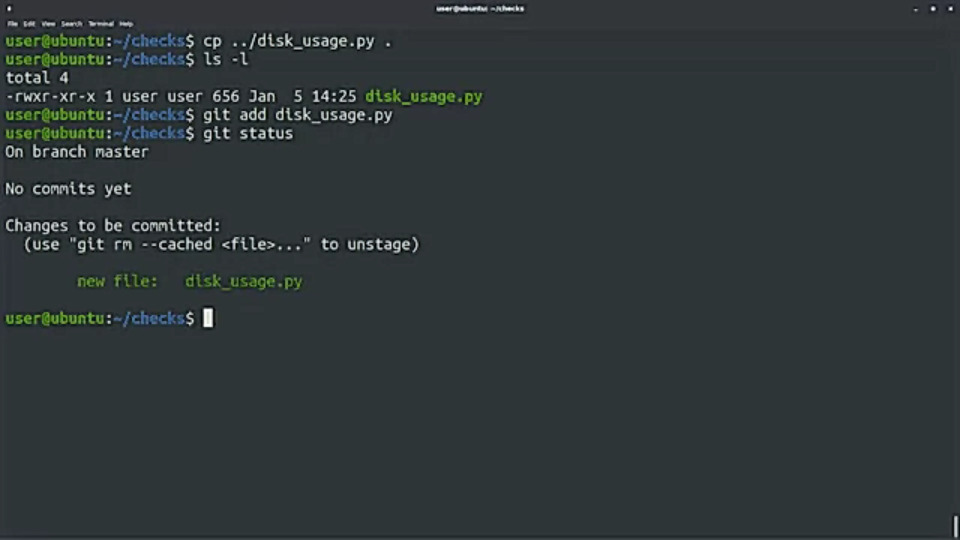 user@ubuntu: ~/checks
File Edit View Search Terminal Help
user@ubuntu:~/checks$ cp ../disk_usage.py .
user@ubuntu:~/checks$ ls -l
total 4
-rwxr-xr-x 1 user user 656 Jan  5 14:25 disk_usage.py
user@ubuntu:~/checks$ git add disk_usage.py
user@ubuntu:~/checks$ git status
On branch master
No commits yet
Changes to be committed:
  (use "git rm --cached <file>..." to unstage)
        new file:   disk_usage.py
user@ubuntu:~/checks$